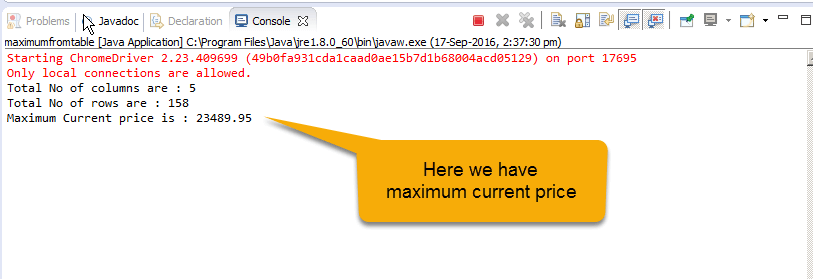 Problems Javadoc Declaration Console
maximumfromtable [Java Application] C:\Program Files\Java\jre1.8.0_60\bin\javaw.exe (17-Sep-2016, 2:37:30 pm)
Starting ChromeDriver 2.23.409699 (49b0fa931cda1caad0ae15b7d1b68004acd05129) on port 17695
Only local connections are allowed.
Total No of columns are : 5
Total No of rows are : 158
Maximum Current price is : 23489.95
Here we have
maximum current price